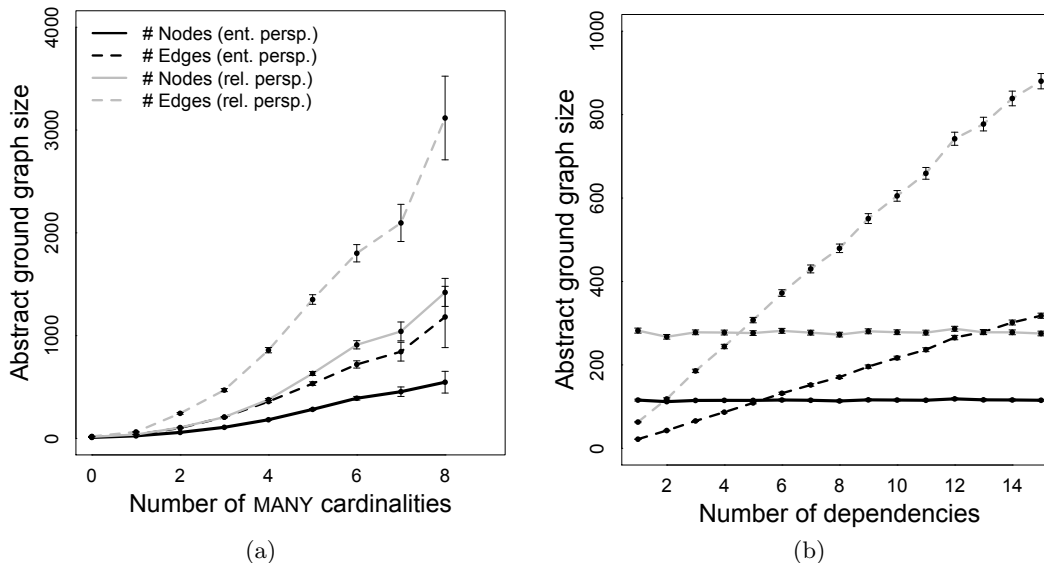 # Nodes (ent. persp.)
# Edges (ent. persp.)
# Nodes (rel. persp.)
# Edges (rel. persp.)
Abstract ground graph size
0
1000
2000
3000
4000
0 2 4 6 8
Number of MANY cardinalities
(a)
Abstract ground graph size
0
200
400
600
800
1000
2 4 6 8 10 12 14
Number of dependencies
(b)